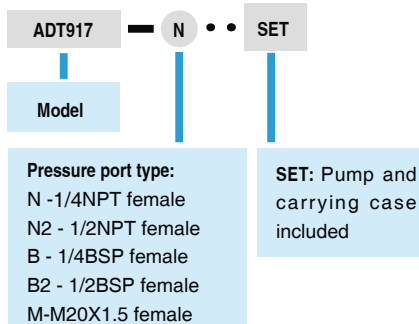 ADT917 — N • • SET
Model
Pressure port type:
N -1/4NPT female
N2 - 1/2NPT female
B - 1/4BSP female
B2 - 1/2BSP female
M-M20X1.5 female
SET: Pump and
carrying case
included